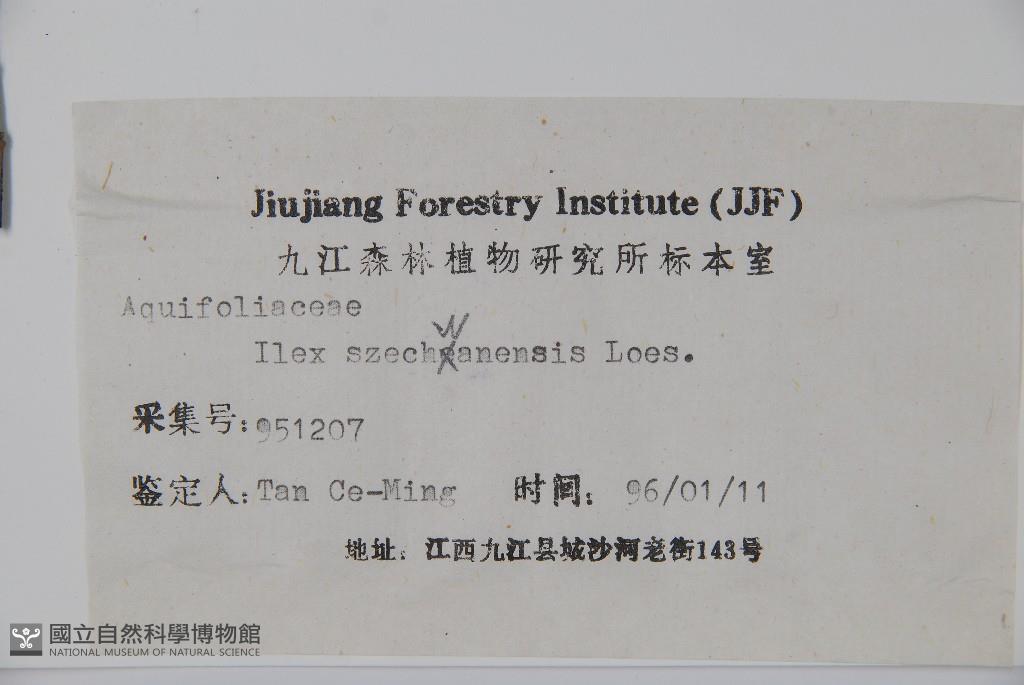 Jiujiang Forestry Institute (JJF)
九江森林植物研究所标本室
Aquifoliaceae
Ilex szechwanensis Loes.
采集号:951207
鉴定人:Tan Ce-Ming 时间: 96/01/11
地址: 江西九江县城沙河老街143号
國立自然科學博物館
NATIONAL MUSEUM OF NATURAL SCIENCE